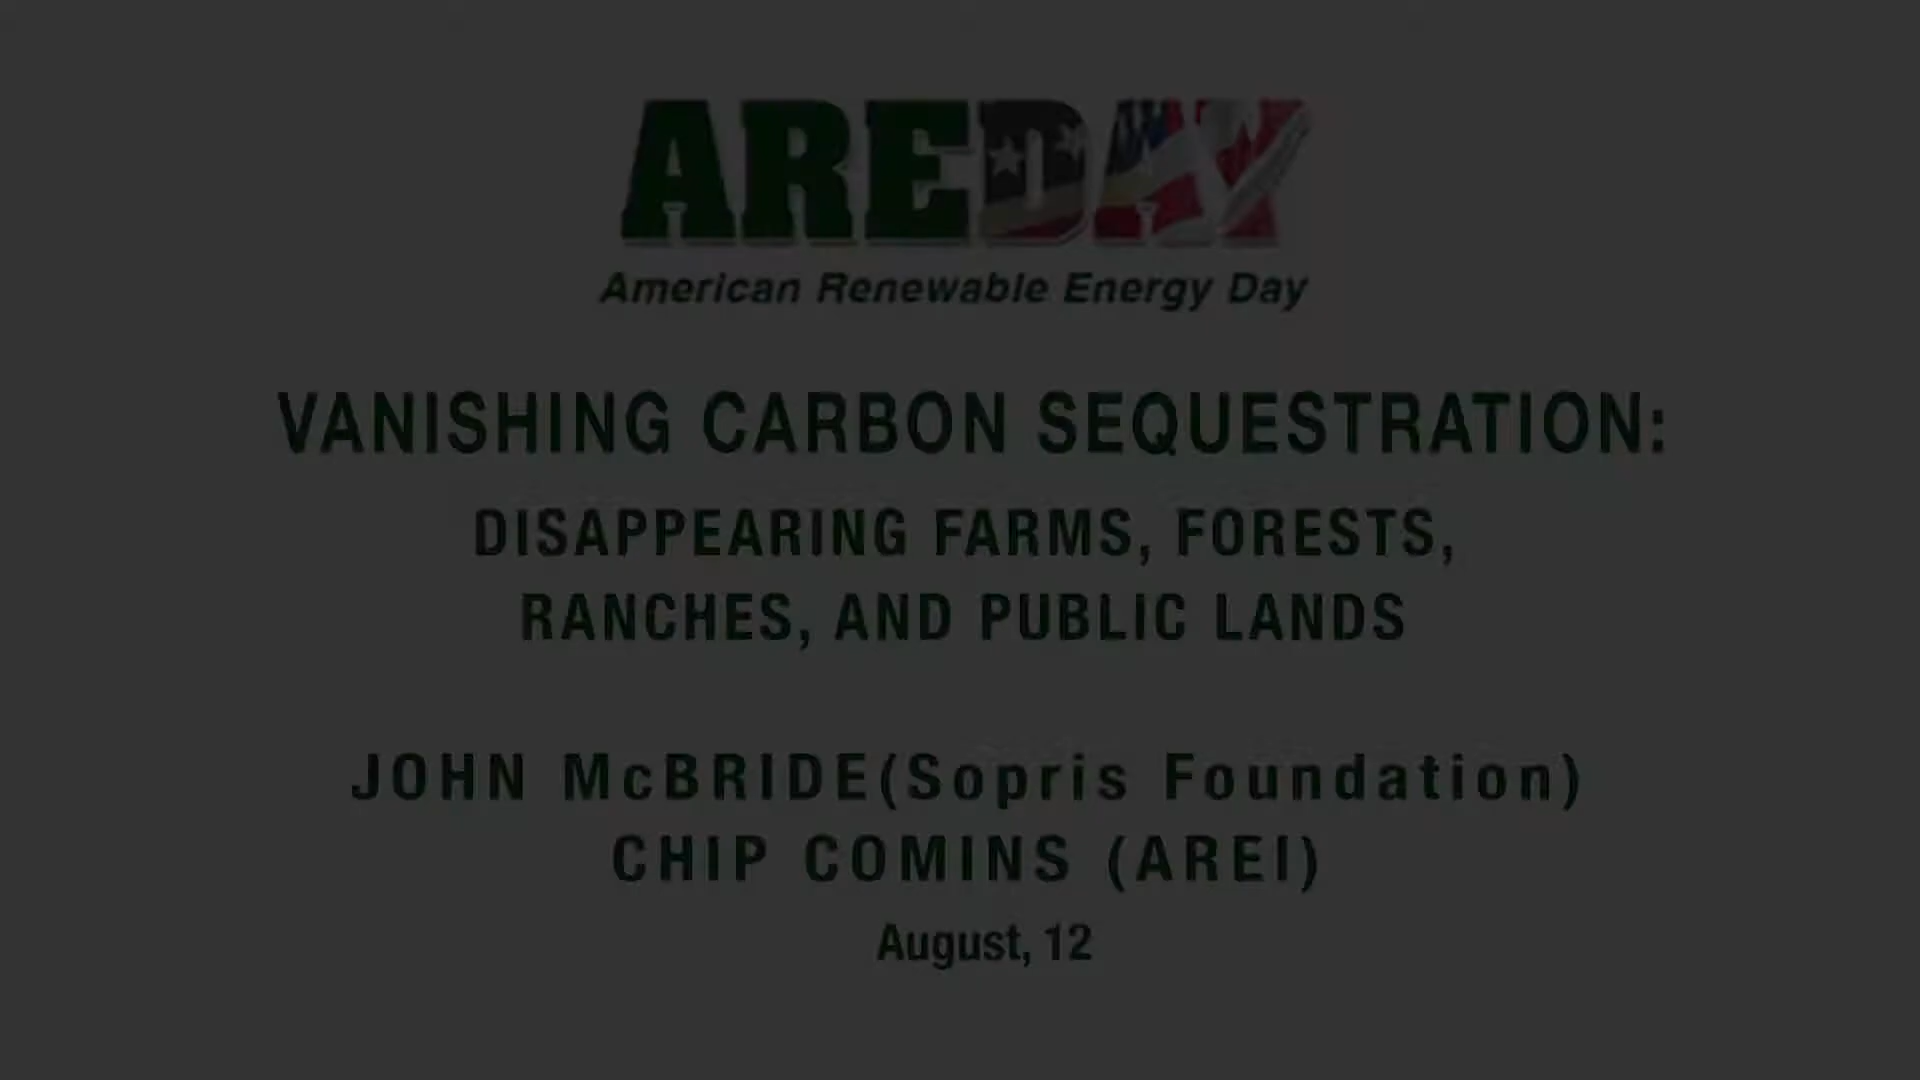 AREDAY
American Renewable Energy Day
VANISHING CARBON SEQUESTRATION:
DISAPPEARING FARMS, FORESTS,
RANCHES, AND PUBLIC LANDS
JOHN McBRIDE(Sopris Foundation)
CHIP COMINS (AREI)
August, 12